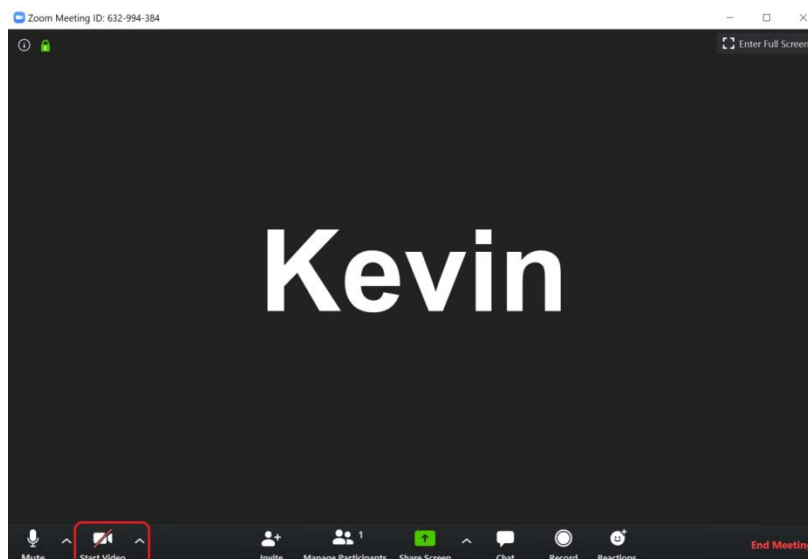 Zoom Meeting ID: 632-994-384
Enter Full Screen
Kevin
1
Mute Start Video Invite Manage Participants Share Screen Chat Record Reactions
End Meeting